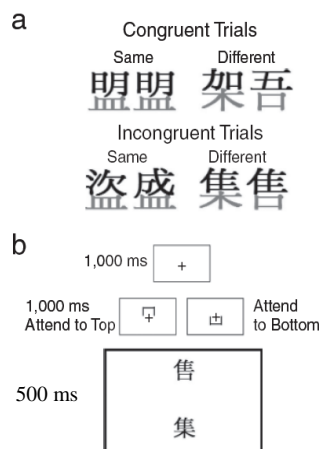 a
Congruent Trials
Same Different
盟盟 架吾
Incongruent Trials
Same Different
盜盛 集售
b
1,000 ms
1,000 ms
Attend to Top
Attend
to Bottom
500 ms
售
集